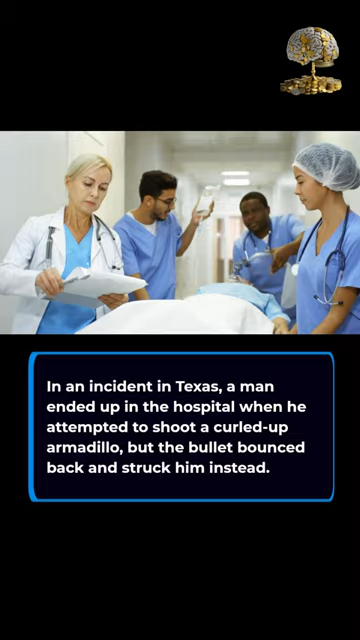 In an incident in Texas, a man
ended up in the hospital when he
attempted to shoot a curled-up
armadillo, but the bullet bounced
back and struck him instead.